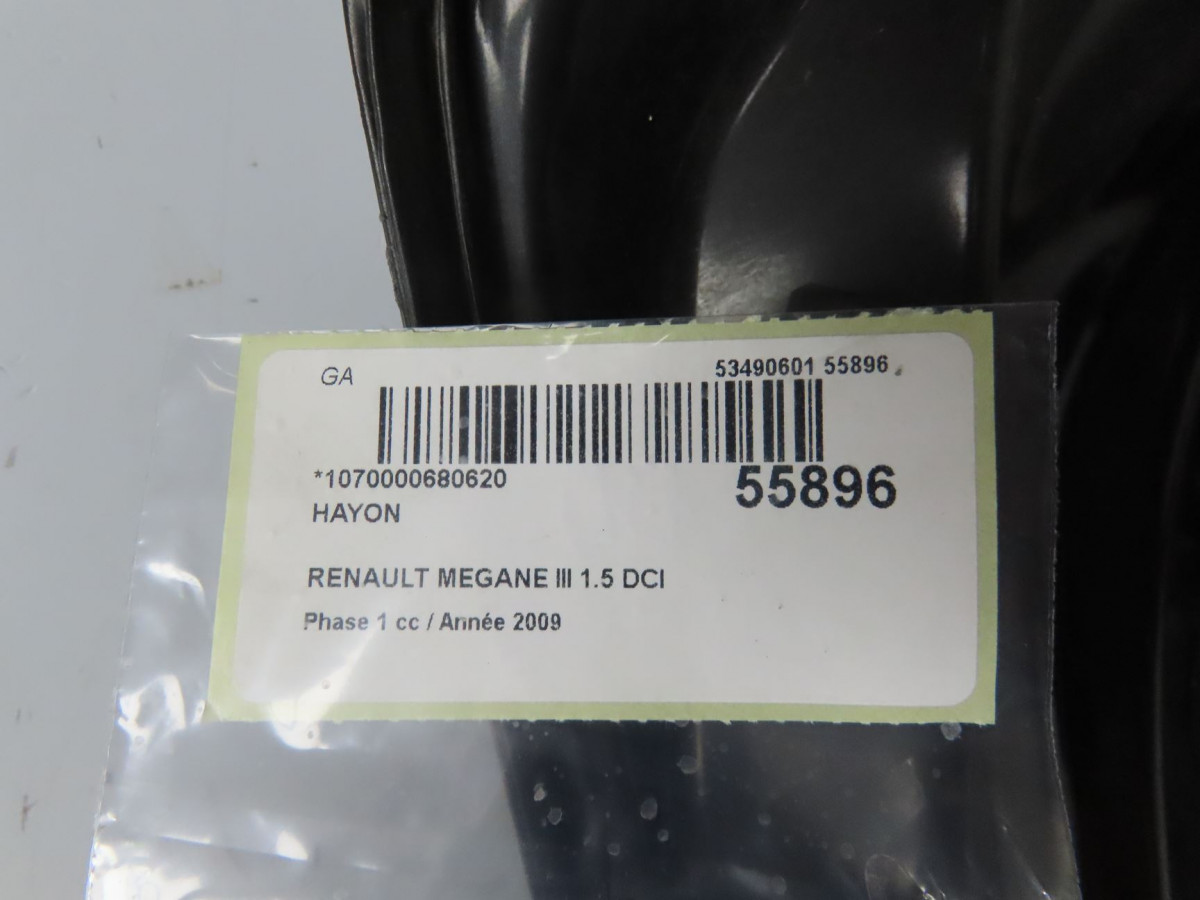 GA 53490601 55896
*1070000680620 55896
HAYON
RENAULT MEGANE III 1.5 DCI
Phase 1 cc / Année 2009